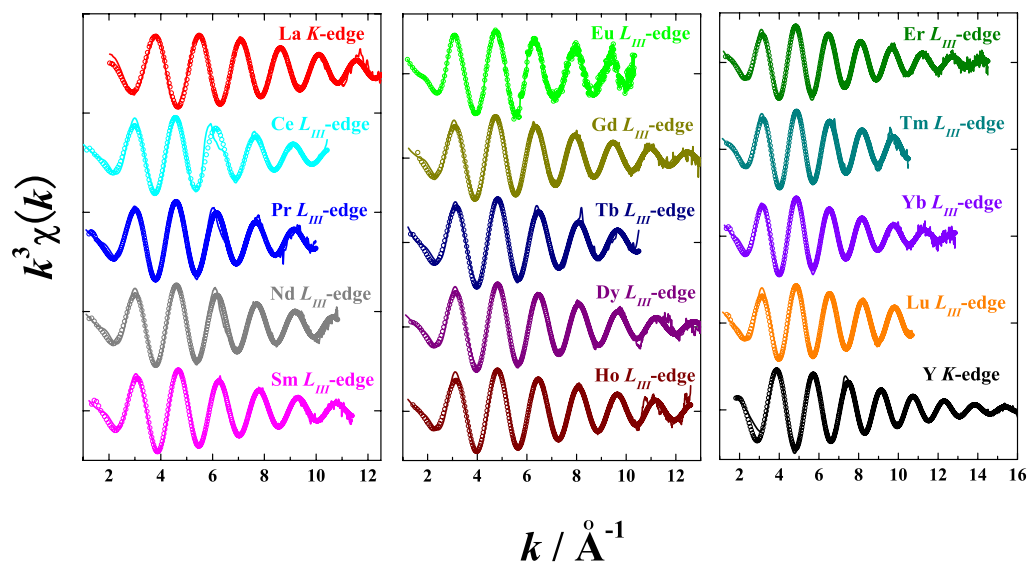 La K-edge
Ce L_III-edge
Pr L_III-edge
Nd L_III-edge
Sm L_III-edge
2 4 6 8 10 12
Eu L_III-edge
Gd L_III-edge
Tb L_III-edge
Dy L_III-edge
Ho L_III-edge
2 4 6 8 10 12
Er L_III-edge
Tm L_III-edge
Yb L_III-edge
Lu L_III-edge
Y K-edge
2 4 6 8 10 12 14 16
k³ χ(k)
k / Å⁻¹